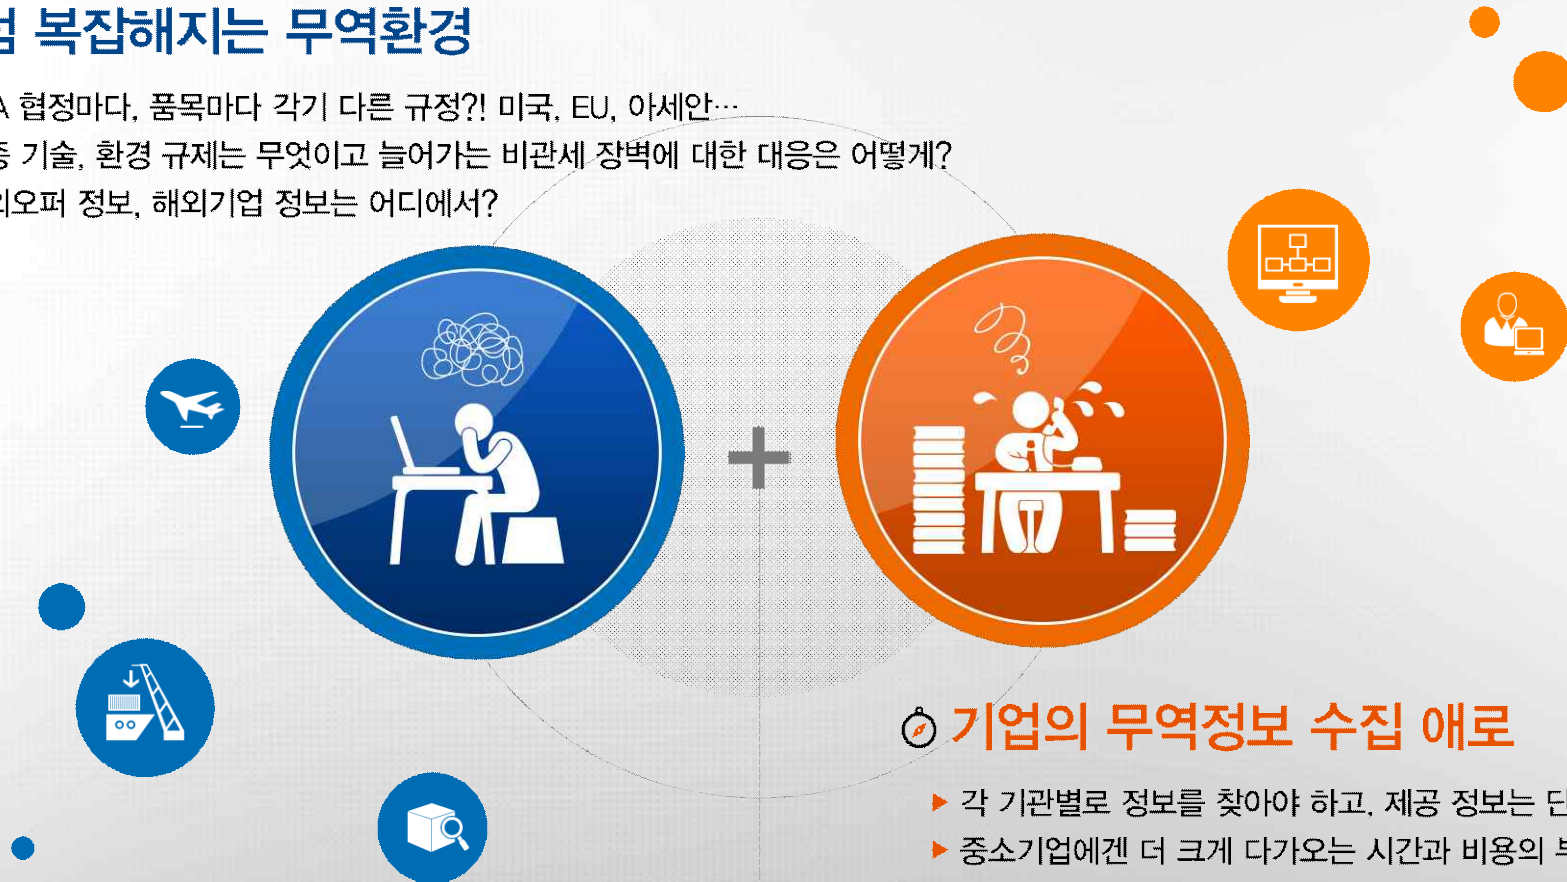 복잡해지는 무역환경
협정마다, 품목마다 각기 다른 규정?! 미국, EU, 아세안…
기술, 환경 규제는 무엇이고 늘어가는 비관세 장벽에 대한 대응은 어떻게?
정보, 해외기업 정보는 어디에서?
기업의 무역정보 수집 애로
▶ 각 기관별로 정보를 찾아야 하고, 제공 정보는
▶ 중소기업에겐 더 크게 다가오는 시간과 비용의